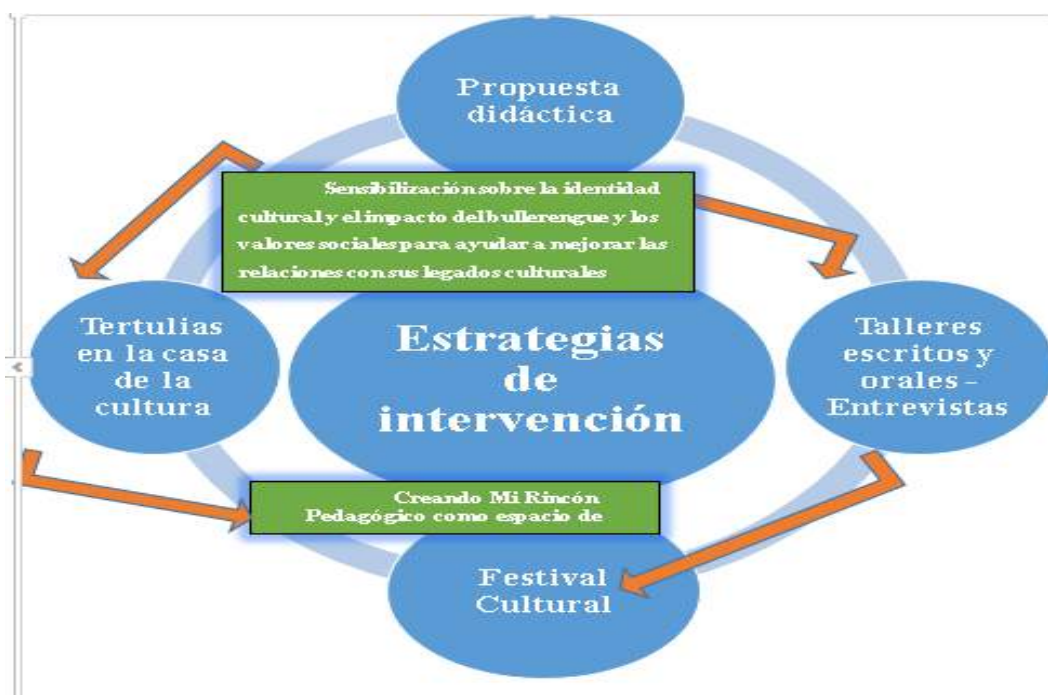 Propuesta
didáctica
Sensibilización sobre la identidad
cultural y el impacto del bullerengue y los
valores sociales para ayudar a mejorar las
relaciones con sus legados culturales
Tertulias
en la casa
de la
cultura
Estrategias
de
intervención
Talleres
escritos y
orales –
Entrevistas
Creando Mi Rincón
Pedagógico como espacio de
Festival
Cultural